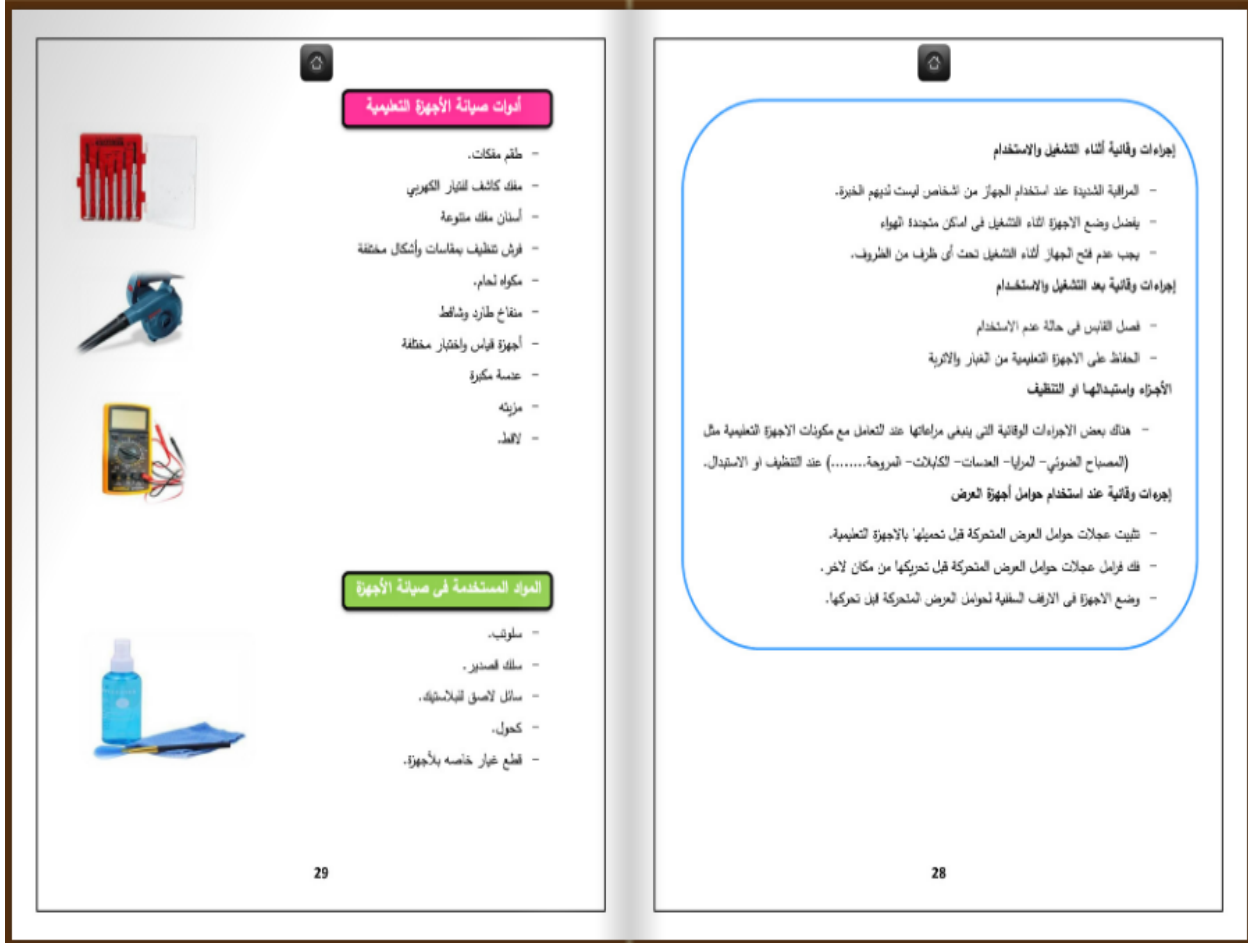 إجراءات وقائية أثناء التشغيل والاستخدام
- المراقبة الشديدة عند استخدام الجهاز من اشخاص ليست لديهم الخبرة.
- يفضل وضع الاجهزة اثناء التشغيل فى اماكن متجددة الهواء
- يجب عدم فتح الجهاز أثناء التشغيل تحت أى ظرف من الظروف.
إجراءات وقائية بعد التشغيل والاستخدام
- فصل القابس فى حالة عدم الاستخدام
- الحفاظ على الاجهزة التعليمية من الغبار والاتربة
الأجزاء واستبدالها او التنظيف
- هناك بعض الاجراءات الوقائية التى ينبغى مراعاتها عند التعامل مع مكونات الاجهزة التعليمية مثل
(المصباح الضوئي- المرايا- العدسات- الكابلات- المروحة........) عند التنظيف او الاستبدال.
إجرءات وقائية عند استخدام حوامل أجهزة العرض
- تثبيت عجلات حوامل العرض المتحركة قبل تحميلها بالاجهزة التعليمية.
- فك فرامل عجلات حوامل العرض المتحركة قبل تحريكها من مكان لاخر.
- وضع الاجهزة فى الارفف السفلية لحوامل العرض المتحركة قبل تحركها.
28
أدوات صيانة الأجهزة التعليمية
- طقم مفكات.
- مفك كاشف للتيار الكهربي
- أسنان مفك متنوعة
- فرش تنظيف بمقاسات وأشكال مختلفة
- مكواه لحام.
- منفاخ طارد وشافط
- أجهزة قياس واختبار مختلفة
- عدسة مكبرة
- مزيته
- لاقط.
المواد المستخدمة فى صيانة الأجهزة
- سلوتب.
- سلك قصدير.
- سائل لاصق للبلاستيك.
- كحول.
- قطع غيار خاصه بلأجهزة.
29